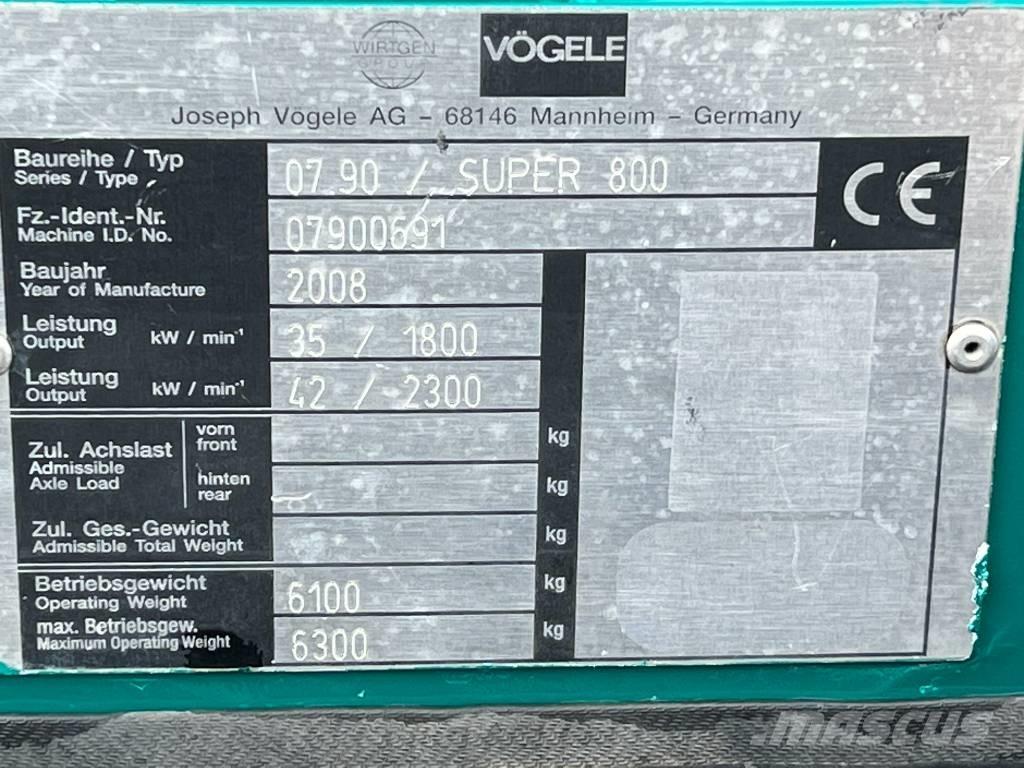 WIRTGEN
GROUP
VÖGELE
Joseph Vögele AG – 68146 Mannheim – Germany
Baureihe / Typ
Series / Type
07.90 / SUPER 800
CE
Fz.-Ident.-Nr.
Machine I.D. No.
07900691
Baujahr
Year of Manufacture
2008
Leistung
Output kW / min⁻¹
35 / 1800
Leistung
Output kW / min⁻¹
42 / 2300
Zul. Achslast
Admissible
Axle Load
vorn
front
kg
hinten
rear
kg
Zul. Ges.-Gewicht
Admissible Total Weight
kg
Betriebsgewicht
Operating Weight
6100
kg
max. Betriebsgew.
Maximum Operating Weight
6300
kg
mascus